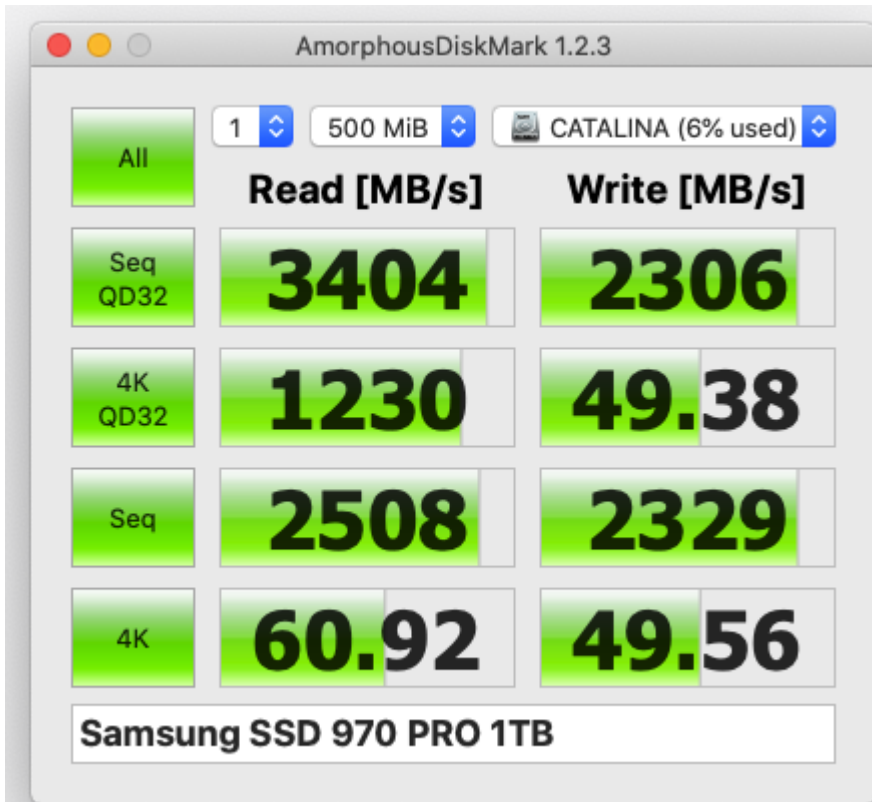 AmorphousDiskMark 1.2.3
All
1 500 MiB CATALINA (6% used)
Read [MB/s] Write [MB/s]
Seq
QD32
3404 2306
4K
QD32
1230 49.38
Seq 2508 2329
4K 60.92 49.56
Samsung SSD 970 PRO 1TB